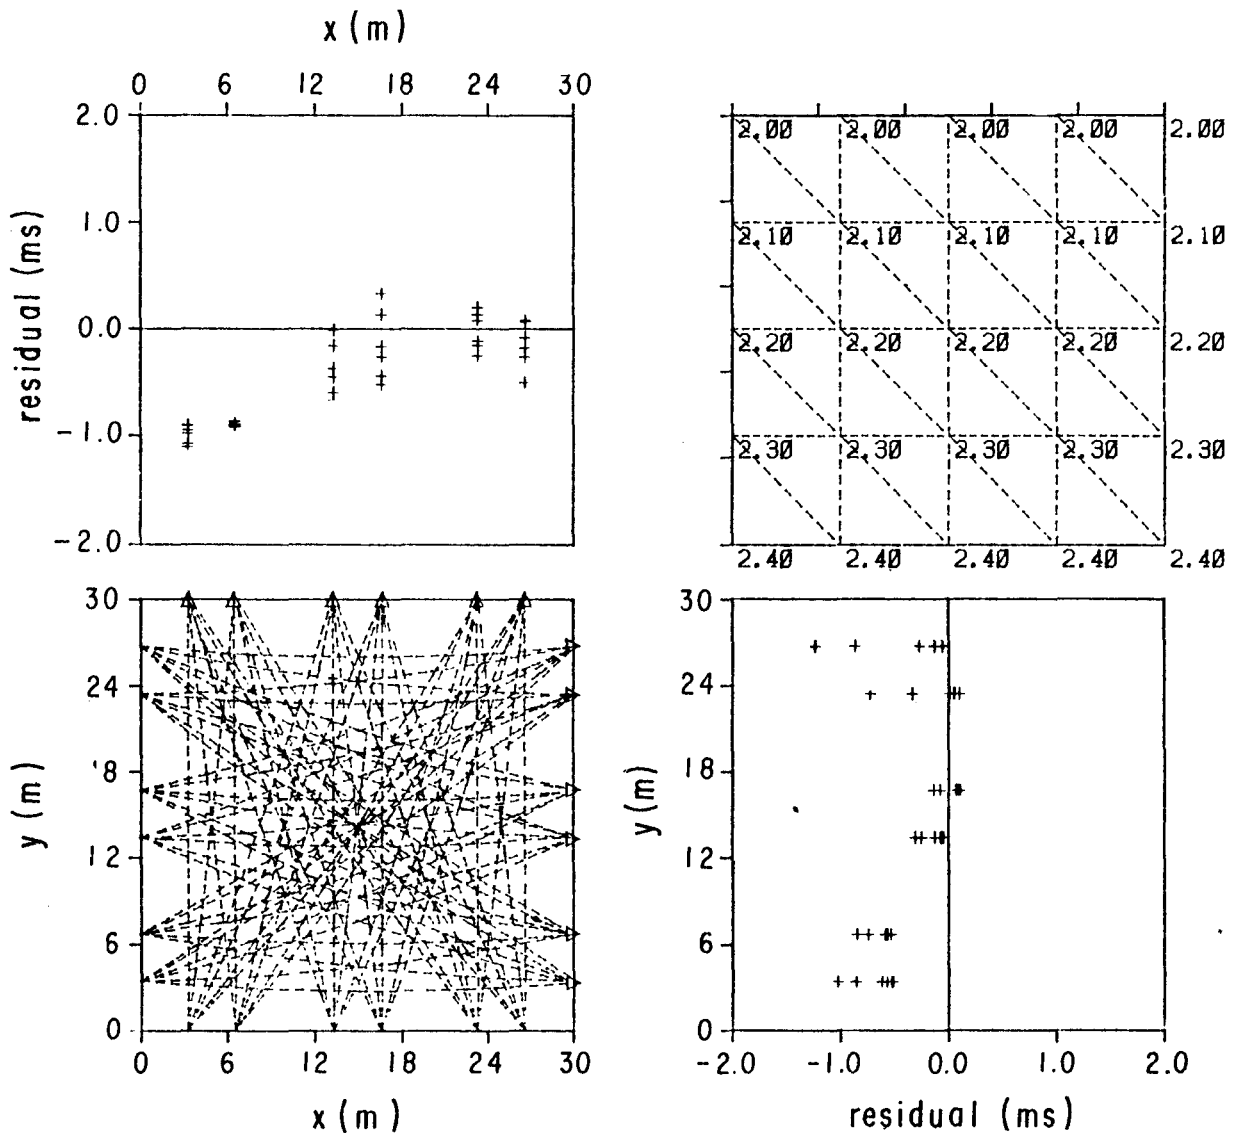 x (m)
0 6 12 18 24 30
2.0
1.0
0.0
-1.0
-2.0
residual (ms)
2.00 2.00 2.00 2.00 2.00
2.10 2.10 2.10 2.10 2.10
2.20 2.20 2.20 2.20 2.20
2.30 2.30 2.30 2.30 2.30
2.40 2.40 2.40 2.40 2.40
30
24
18
12
6
0
y (m)
0 6 12 18 24 30
x (m)
30
24
18
12
6
0
y (m)
-2.0 -1.0 0.0 1.0 2.0
residual (ms)